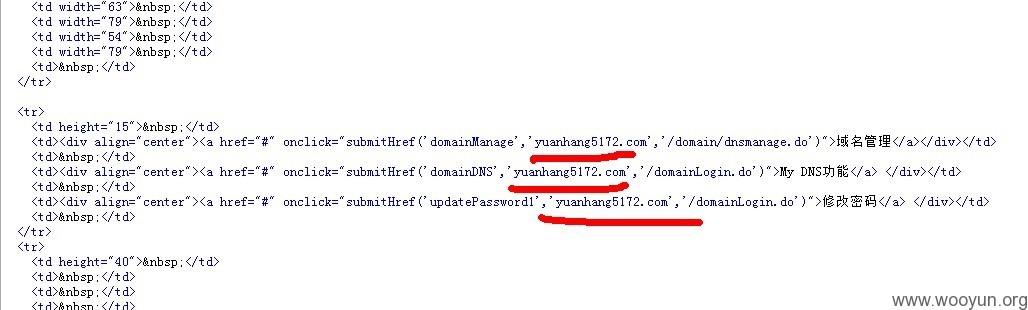 <td width="63">&nbsp;</td>
<td width="79">&nbsp;</td>
<td width="54">&nbsp;</td>
<td width="79">&nbsp;</td>
<td>&nbsp;</td>
</tr>
<tr>
<td height="15">&nbsp;</td>
<td><div align="center"><a href="#" onclick="submitHref('domainManage','yuanhang5172.com','/domain/dnsmanage.do')">域名管理</a></div></td>
<td>&nbsp;</td>
<td><div align="center"><a href="#" onclick="submitHref('domainDNS','yuanhang5172.com','/domainLogin.do')">My DNS功能</a> </div></td>
<td>&nbsp;</td>
<td><div align="center"><a href="#" onclick="submitHref('updatePassword1','yuanhang5172.com','/domainLogin.do')">修改密码</a> </div></td>
<td>&nbsp;</td>
</tr>
<tr>
<td height="40">&nbsp;</td>
<td>&nbsp;</td>
<td>&nbsp;</td>
<td>&nbsp;</td>
www.wooyun.org